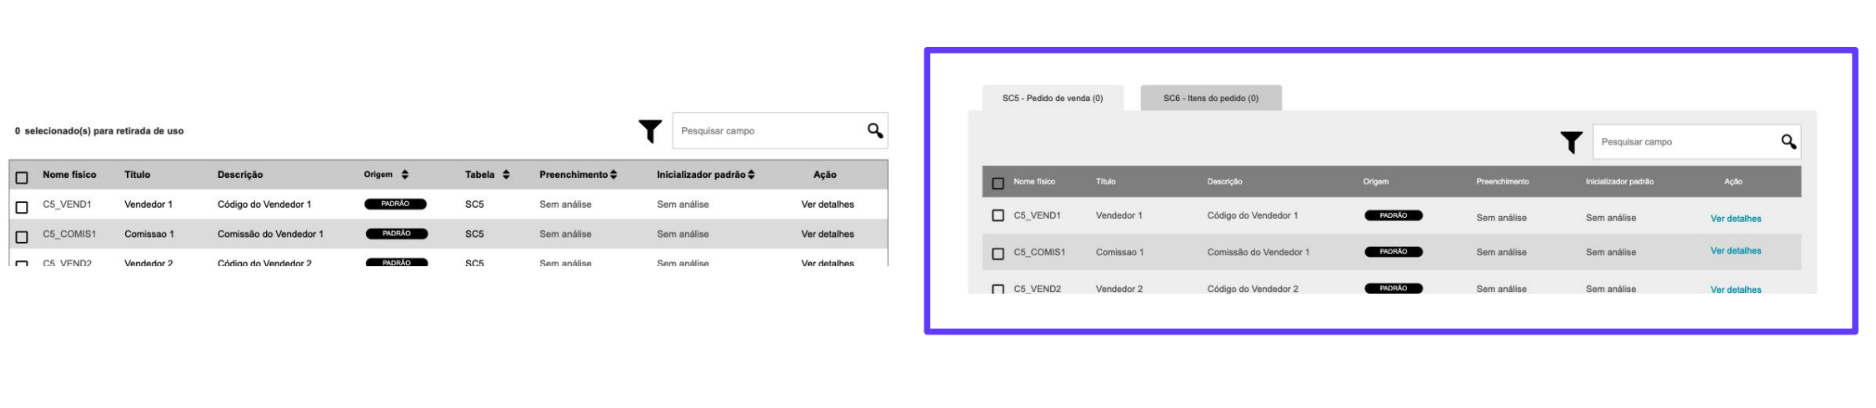 0 selecionado(s) para retirada de uso
Pesquisar campo
Nome físico Título Descrição Origem Tabela Preenchimento Inicializador padrão Ação
C5_VEND1 Vendedor 1 Código do Vendedor 1 PADRÃO SC5 Sem análise Sem análise Ver detalhes
C5_COMIS1 Comissao 1 Comissão do Vendedor 1 PADRÃO SC5 Sem análise Sem análise Ver detalhes
C5_VEND2 Vendedor 2 Código do Vendedor 2 PADRÃO SC5 Sem análise Sem análise Ver detalhes
SC5 - Pedido de venda (0) SC6 - Itens do pedido (0)
Pesquisar campo
Nome físico Título Descrição Origem Preenchimento Inicializador padrão Ação
C5_VEND1 Vendedor 1 Código do Vendedor 1 PADRÃO Sem análise Sem análise Ver detalhes
C5_COMIS1 Comissao 1 Comissão do Vendedor 1 PADRÃO Sem análise Sem análise Ver detalhes
C5_VEND2 Vendedor 2 Código do Vendedor 2 PADRÃO Sem análise Sem análise Ver detalhes